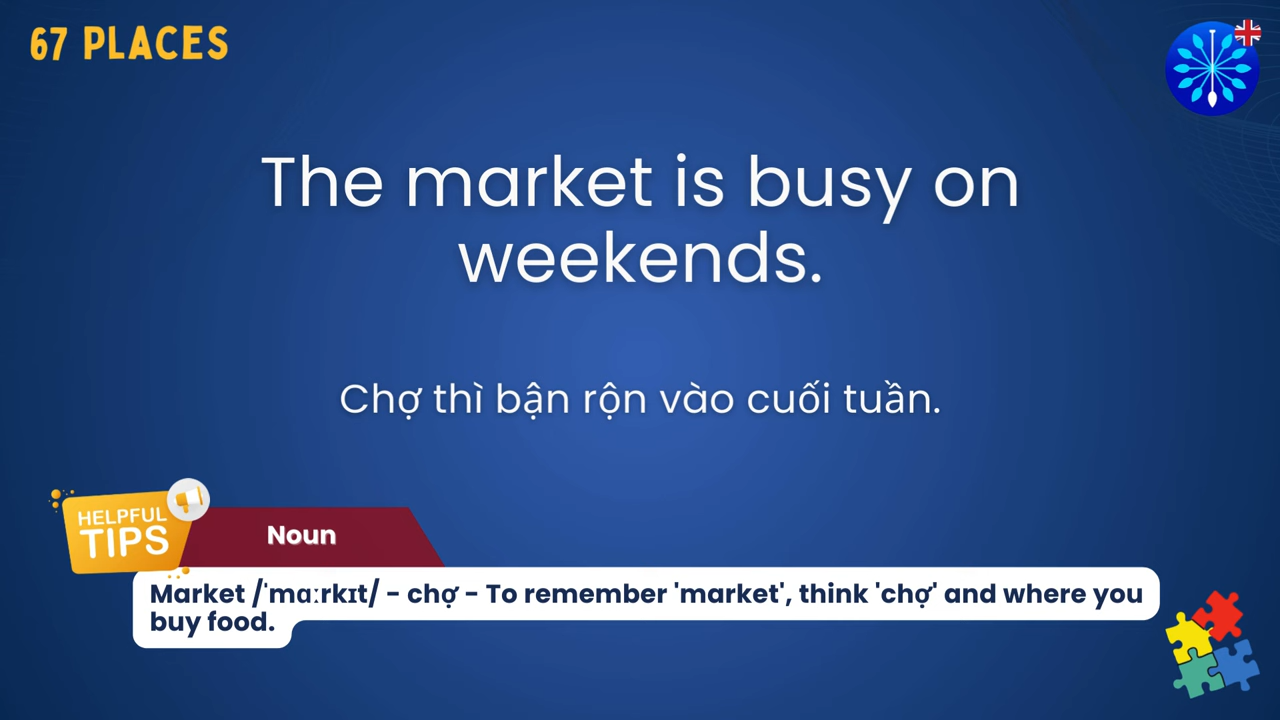 67 PLACES
The market is busy on
weekends.
Chợ thì bận rộn vào cuối tuần.
HELPFUL
TIPS
Noun
Market /ˈmɑːrkɪt/ - chợ - To remember 'market', think 'chợ' and where you
buy food.